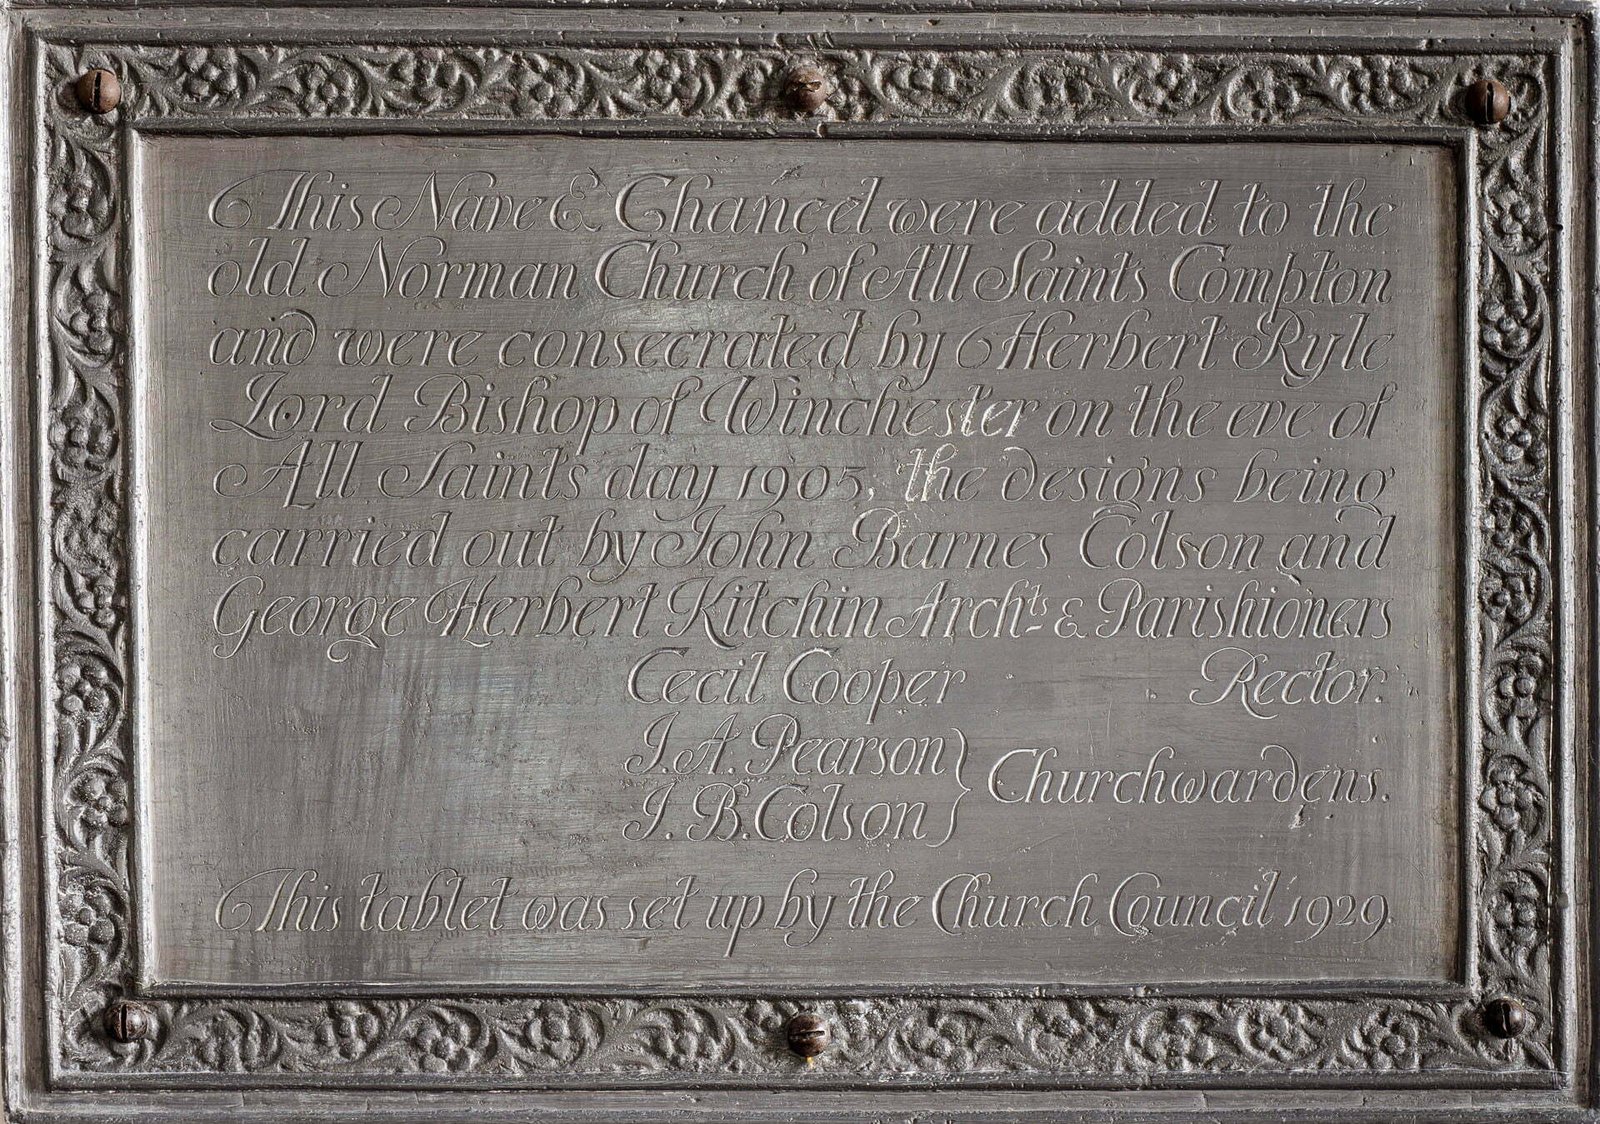 This Nave & Chancel were added to the
old Norman Church of All Saints Compton
and were consecrated by Herbert Ryle
Lord Bishop of Winchester on the eve of
All Saints day 1905, the designs being
carried out by John Barnes Colson and
George Herbert Kitchin Archts & Parishioners
Cecil Cooper Rector.
J. A. Pearson
J. B. Colson } Churchwardens.
This tablet was set up by the Church Council 1929.